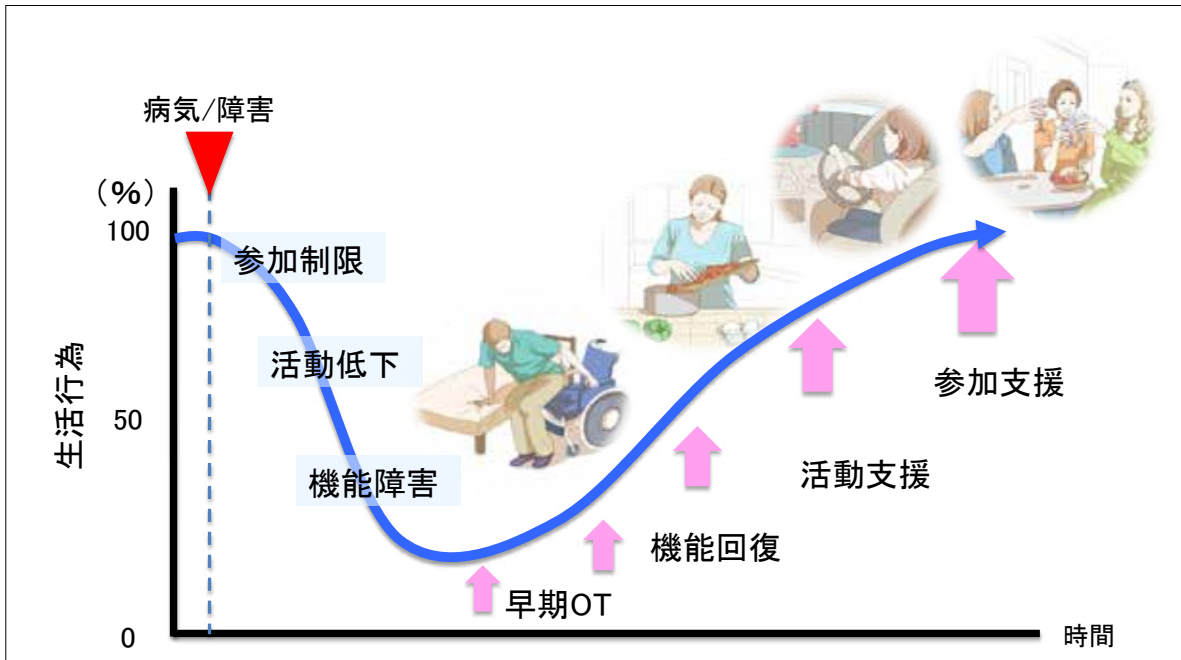 病気/障害
(%)
100
参加制限
活動低下
生活行為
50
機能障害
参加支援
活動支援
機能回復
早期OT
0
時間